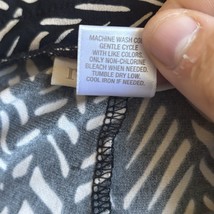 MACHINE WASH COLD
GENTLE CYCLE
WITH LIKE COLORS.
ONLY NON-CHLORINE
BLEACH WHEN NEEDED.
TUMBLE DRY LOW.
COOL IRON IF NEEDED.